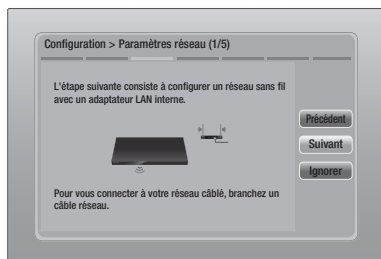 Configuration > Paramètres réseau (1/5)
L'étape suivante consiste à configurer un réseau sans fil
avec un adaptateur LAN interne.
Précédent
Suivant
Ignorer
Pour vous connecter à votre réseau câblé, branchez un
câble réseau.